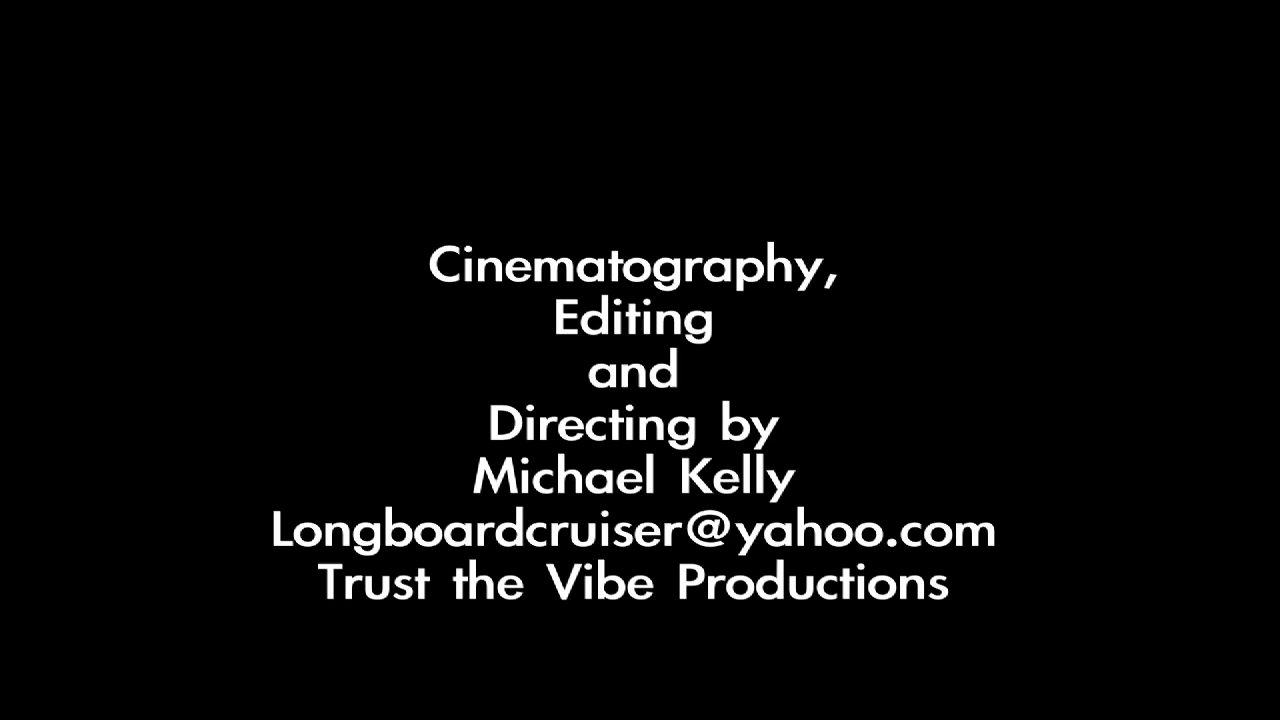 Cinematography,
Editing
and
Directing by
Michael Kelly
Longboardcruiser@yahoo.com
Trust the Vibe Productions